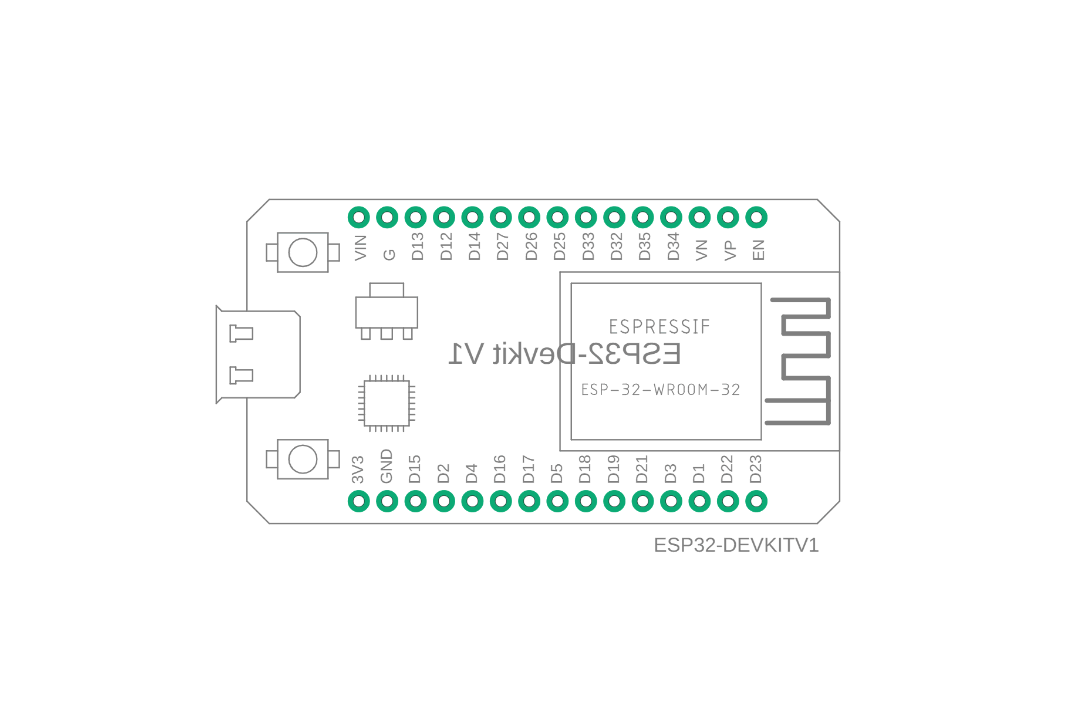 VIN G D13 D12 D14 D27 D26 D25 D33 D32 D35 D34 VN VP EN
ESPRESSIF
ESP32-Devkit V1
ESP-32-WROOM-32
3V3 GND D15 D2 D4 D16 D17 D5 D18 D19 D21 D3 D1 D22 D23
ESP32-DEVKITV1